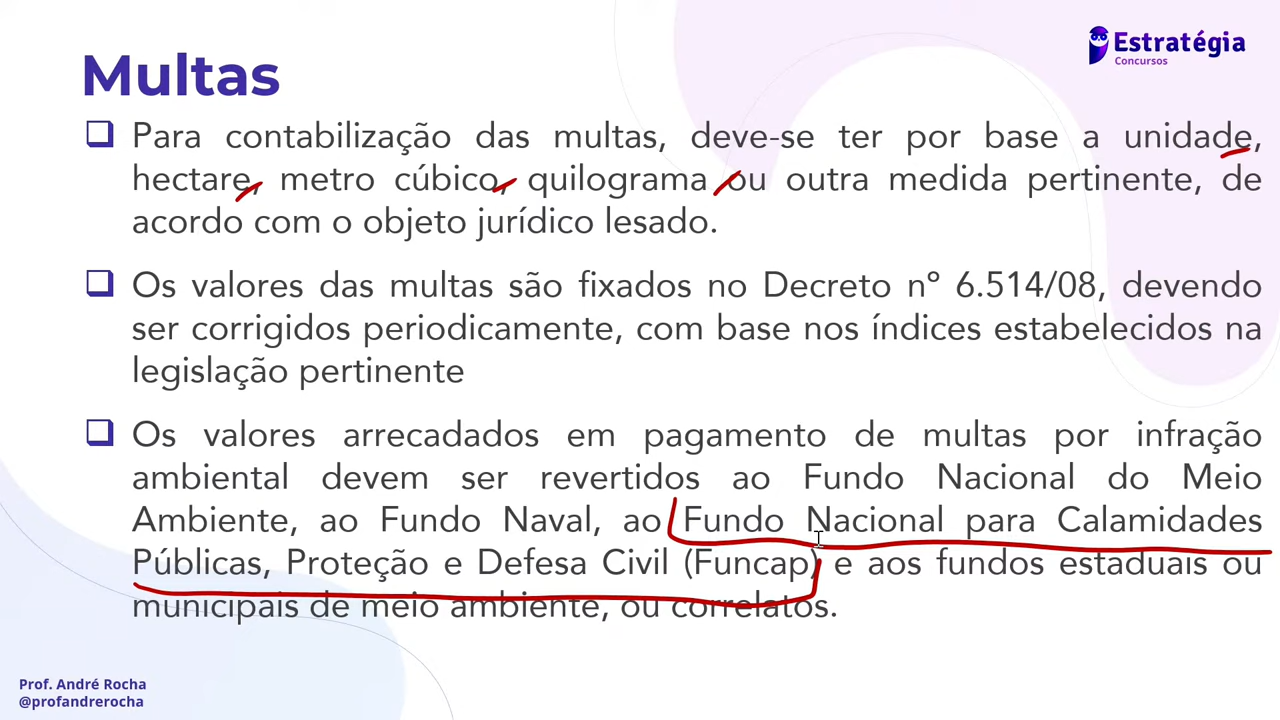 Estratégia
Concursos
Multas
❑ Para contabilização das multas, deve-se ter por base a unidade,
hectare, metro cúbico, quilograma ou outra medida pertinente, de
acordo com o objeto jurídico lesado.
❑ Os valores das multas são fixados no Decreto nº 6.514/08, devendo
ser corrigidos periodicamente, com base nos índices estabelecidos na
legislação pertinente
❑ Os valores arrecadados em pagamento de multas por infração
ambiental devem ser revertidos ao Fundo Nacional do Meio
Ambiente, ao Fundo Naval, ao Fundo Nacional para Calamidades
Públicas, Proteção e Defesa Civil (Funcap) e aos fundos estaduais ou
municipais de meio ambiente, ou correlatos.
Prof. André Rocha
@profandrerocha